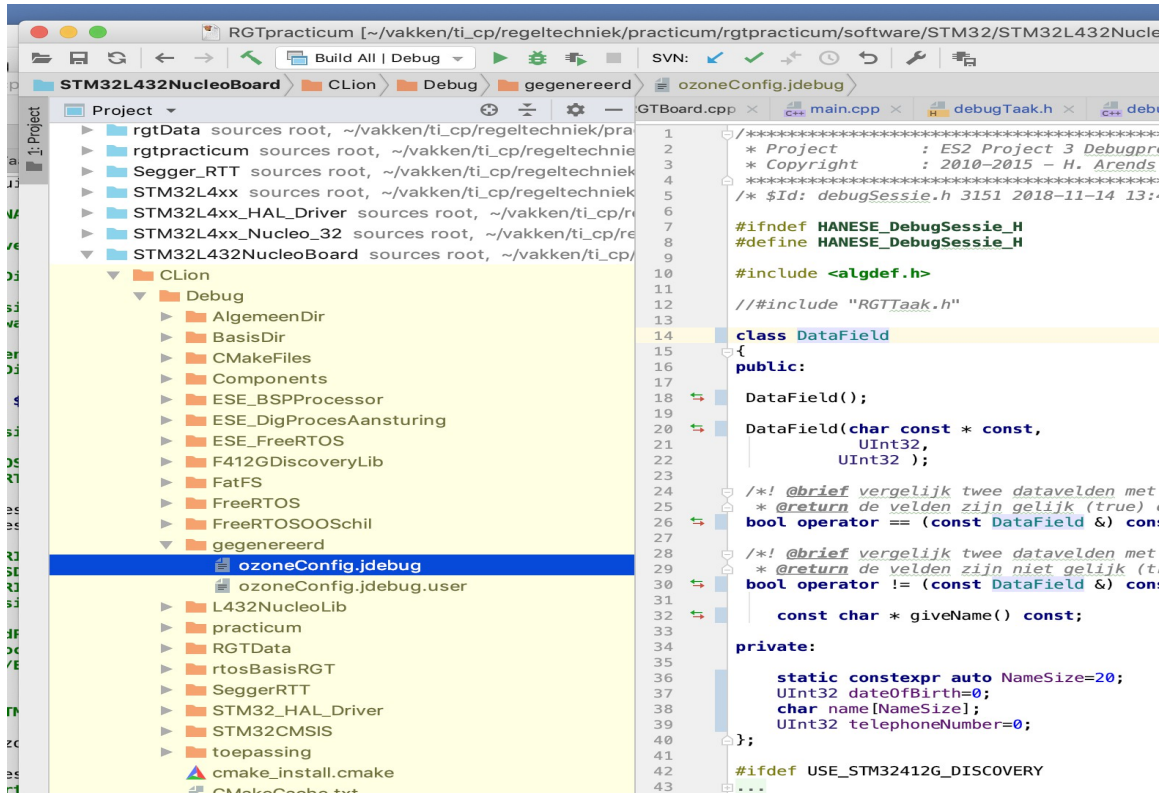 RGTpracticum [~/vakken/ti_cp/regeltechniek/practicum/rgtpracticum/software/STM32/STM32L432Nucle
Build All | Debug
SVN:
STM32L432NucleoBoard
CLion
Debug
gegenereerd
ozoneConfig.jdebug
1: Project
Project
GTBoard.cpp
main.cpp
debugTaak.h
debu
rgtData sources root, ~/vakken/ti_cp/regeltechniek/pra
rgtpracticum sources root, ~/vakken/ti_cp/regeltechnie
Segger_RTT sources root, ~/vakken/ti_cp/regeltechniek
STM32L4xx sources root, ~/vakken/ti_cp/regeltechniek/
STM32L4xx_HAL_Driver sources root, ~/vakken/ti_cp/r
STM32L4xx_Nucleo_32 sources root, ~/vakken/ti_cp/re
STM32L432NucleoBoard sources root, ~/vakken/ti_cp/
CLion
Debug
AlgemeenDir
BasisDir
CMakeFiles
Components
ESE_BSPProcessor
ESE_DigProcesAansturing
ESE_FreeRTOS
F412GDiscoveryLib
FatFS
FreeRTOS
FreeRTOSOOSchil
gegenereerd
ozoneConfig.jdebug
ozoneConfig.jdebug.user
L432NucleoLib
practicum
RGTData
rtosBasisRGT
SeggerRTT
STM32_HAL_Driver
STM32CMSIS
toepassing
cmake_install.cmake
CMakeCache.txt
1 /****************************************
2 * Project : ES2 Project 3 Debugpro
3 * Copyright : 2010–2015 – H. Arends
4 ****************************************
5 /* $Id: debugSessie.h 3151 2018–11–14 13:4
6
7 #ifndef HANESE_DebugSessie_H
8 #define HANESE_DebugSessie_H
9
10 #include <algdef.h>
11
12 //#include "RGTTaak.h"
13
14 class DataField
15 {
16 public:
17
18 DataField();
19
20 DataField(char const * const,
21 UInt32,
22 UInt32 );
23
24 /*! @brief vergelijk twee datavelden met
25 * @return de velden zijn gelijk (true) o
26 bool operator == (const DataField &) cons
27
28 /*! @brief vergelijk twee datavelden met
29 * @return de velden zijn niet gelijk (t
30 bool operator != (const DataField &) cons
31
32 const char * giveName() const;
33
34 private:
35
36 static constexpr auto NameSize=20;
37 UInt32 dateOfBirth=0;
38 char name[NameSize];
39 UInt32 telephoneNumber=0;
40 };
41
42 #ifdef USE_STM32412G_DISCOVERY
43 ...